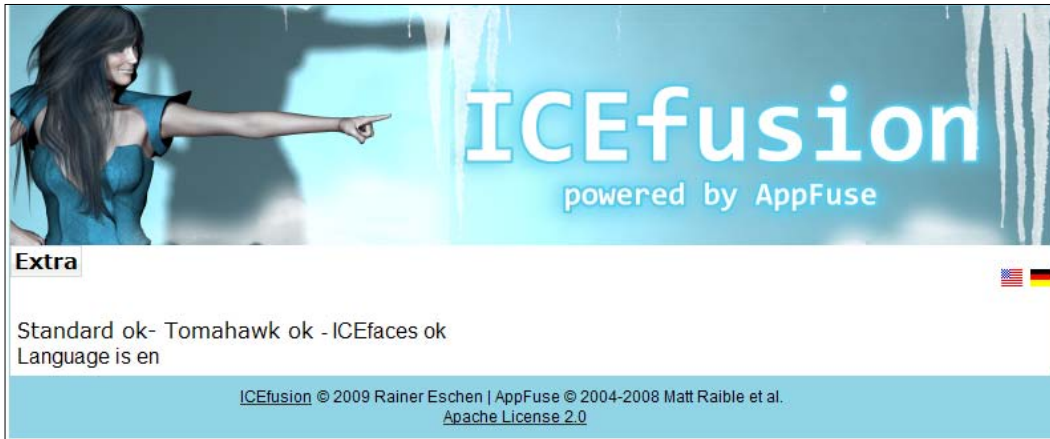 ICEfusion
powered by AppFuse
Extra
Standard ok- Tomahawk ok - ICEfaces ok
Language is en
ICEfusion © 2009 Rainer Eschen | AppFuse © 2004-2008 Matt Raible et al.
Apache License 2.0